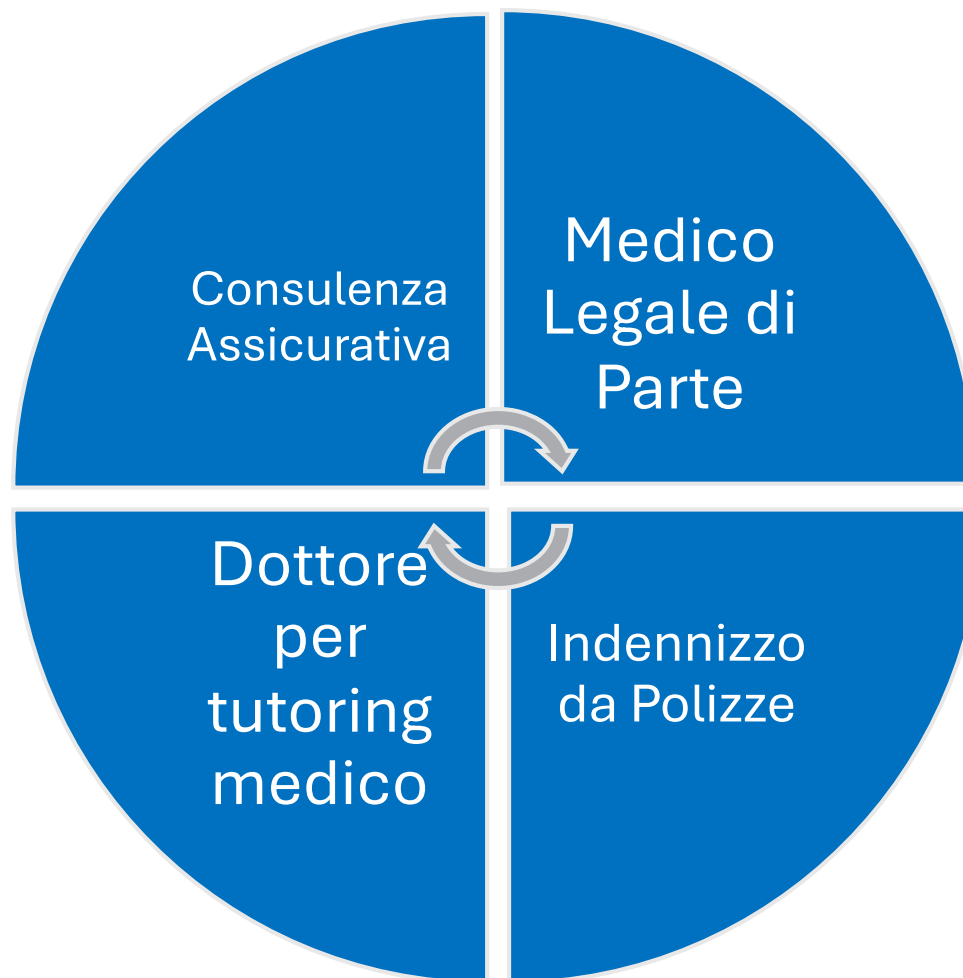 Consulenza
Assicurativa
Medico
Legale di
Parte
Dottore
per
tutoring
medico
Indennizzo
da Polizze